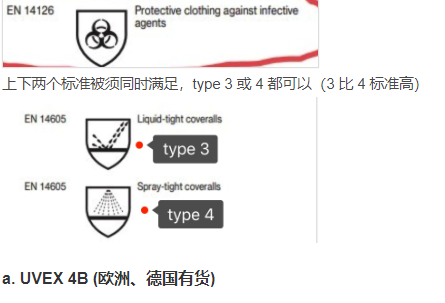 EN 14126 Protective clothing against infective
agents
上下两个标准被须同时满足，type 3 或 4 都可以（3 比 4 标准高)
EN 14605 Liquid-tight coveralls
type 3
EN 14605 Spray-tight coveralls
type 4
a. UVEX 4B (欧洲、德国有货)